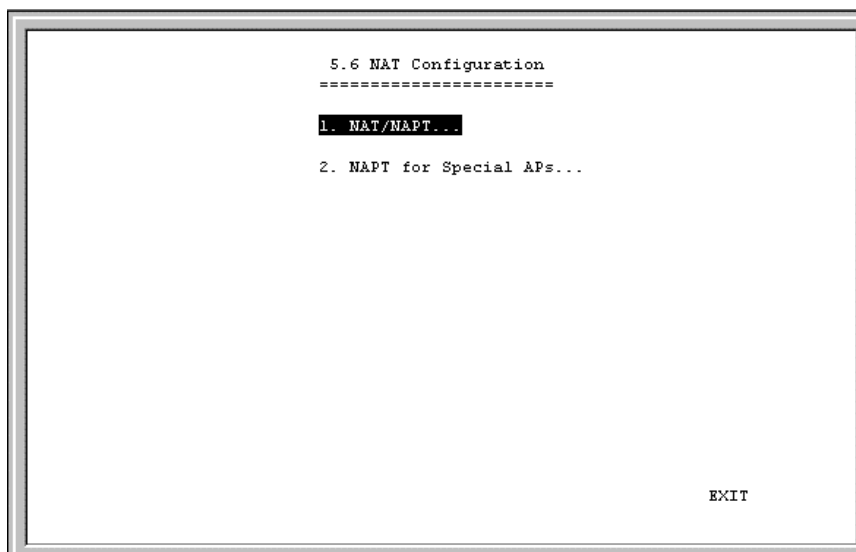 5.6 NAT Configuration
=======================
1. NAT/NAPT...
2. NAPT for Special APs...
EXIT